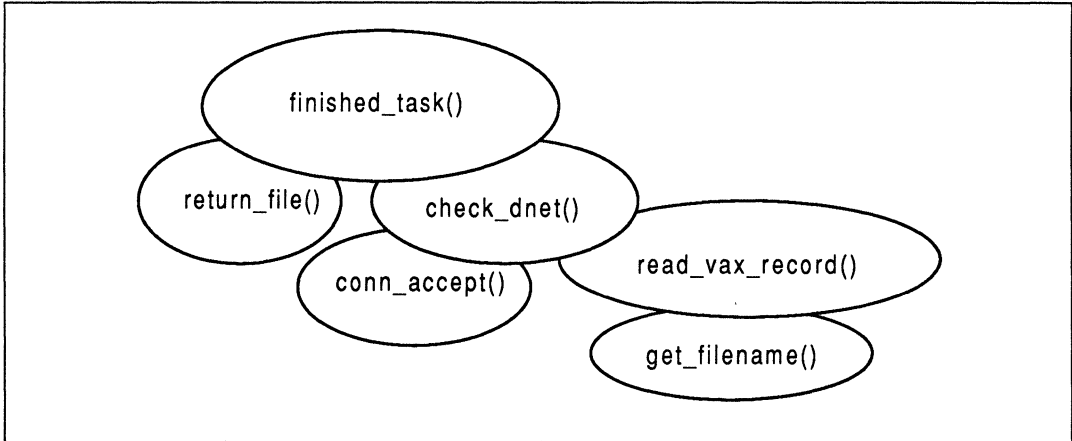 finished_task()
return_file()
check_dnet()
conn_accept()
read_vax_record()
get_filename()